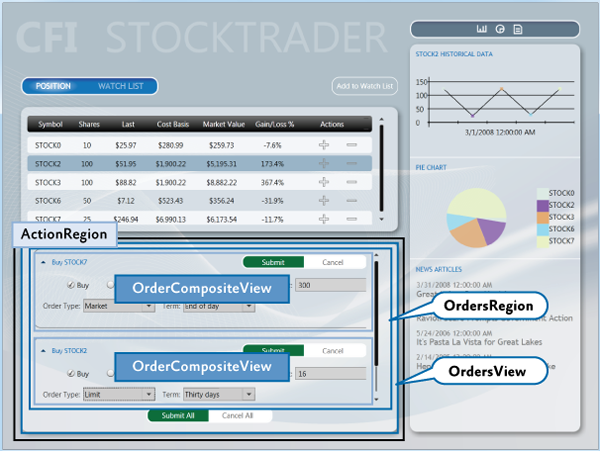 CFI STOCKTRADER
POSITION WATCH LIST
Add to Watch List
Symbol Shares Last Cost Basis Market Value Gain/Loss % Actions
STOCK0 10 $25.97 $280.99 $259.73 -7.6%
STOCK2 100 $51.95 $1,900.22 $5,195.31 173.4%
STOCK3 100 $88.82 $1,900.22 $8,882.22 367.4%
STOCK6 50 $7.12 $523.43 $356.24 -31.9%
STOCK7 25 $246.94 $6,990.13 $6,173.54 -11.7%
ActionRegion
Buy STOCK7 Submit Cancel
Buy OrderCompositeView 300
Order Type: Market Term: End of day
Buy STOCK2 Submit Cancel
Buy OrderCompositeView 16
Order Type: Limit Term: Thirty days
Submit All Cancel All
STOCK2 HISTORICAL DATA
150
100
50
0
3/1/2008 12:00:00 AM
PIE CHART
STOCK0
STOCK2
STOCK3
STOCK6
STOCK7
NEWS ARTICLES
3/31/2008 12:00:00 AM
OrdersRegion
Action
5/24/2006 12:00:00 AM
It's Pasta La Vista for Great Lakes
2/14/
OrdersView